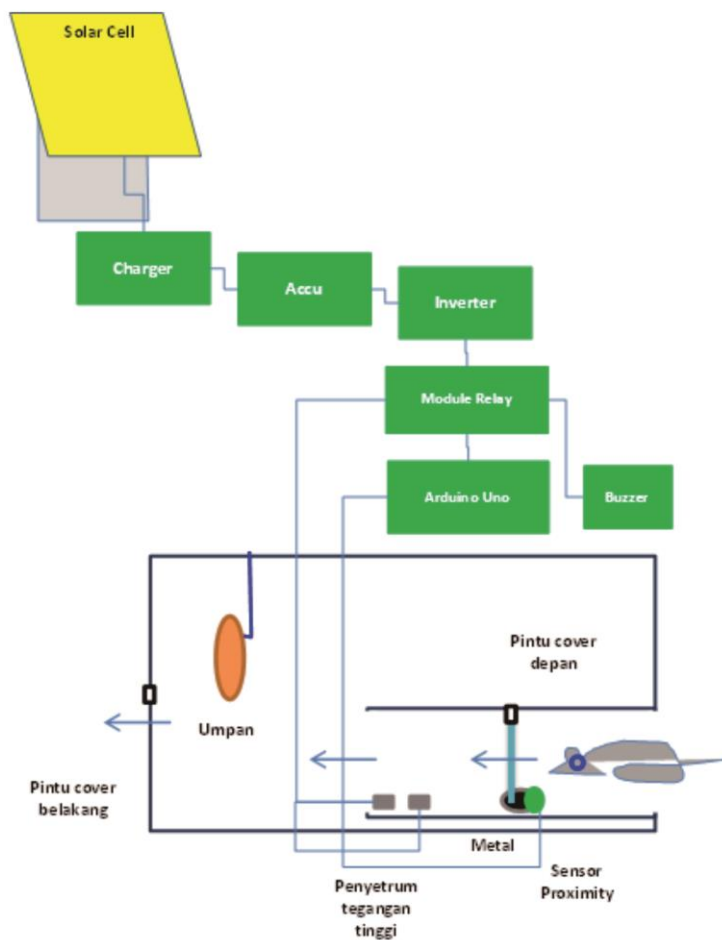 Solar Cell
Charger
Accu
Inverter
Module Relay
Arduino Uno
Buzzer
Pintu cover
depan
Umpan
Pintu cover
belakang
Metal
Sensor
Proximity
Penyetrum
tegangan
tinggi